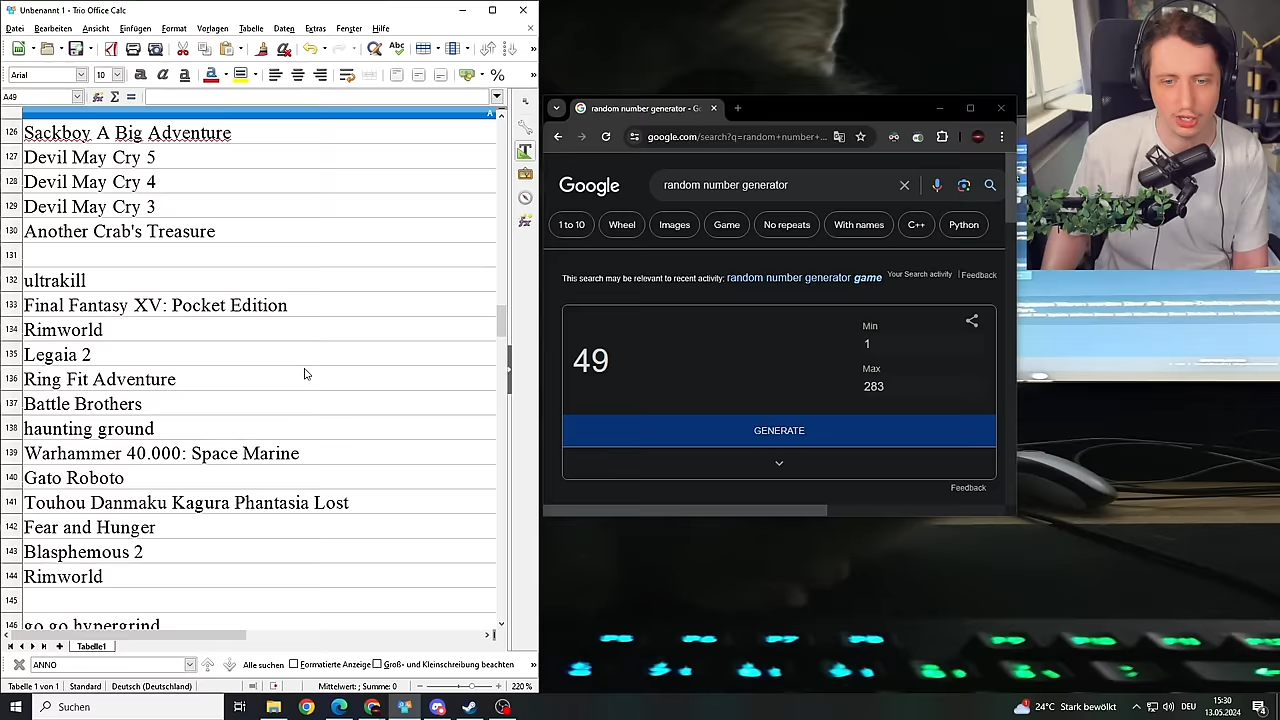 Unbenannt 1 - Trio Office Calc
Datei Bearbeiten Ansicht Einfügen Format Vorlagen Tabelle Daten Extras Fenster Hilfe
Arial 10
A49
A
126 Sackboy A Big Adventure
127 Devil May Cry 5
128 Devil May Cry 4
129 Devil May Cry 3
130 Another Crab's Treasure
131
132 ultrakill
133 Final Fantasy XV: Pocket Edition
134 Rimworld
135 Legaia 2
136 Ring Fit Adventure
137 Battle Brothers
138 haunting ground
139 Warhammer 40.000: Space Marine
140 Gato Roboto
141 Touhou Danmaku Kagura Phantasia Lost
142 Fear and Hunger
143 Blasphemous 2
144 Rimworld
145
146 go go hypergrind
Tabelle1
ANNO Alle suchen Formatierte Anzeige Groß- und Kleinschreibung beachten
Tabelle 1 von 1 Standard Deutsch (Deutschland) Mittelwert: ; Summe: 0 220 %
random number generator - Go
google.com/search?q=random+number+...
Google random number generator
1 to 10 Wheel Images Game No repeats With names C++ Python
This search may be relevant to recent activity: random number generator game Your Search activity Feedback
49
Min
1
Max
283
GENERATE
Feedback
Suchen
24°C Stark bewölkt DEU 15:30
13.05.2024